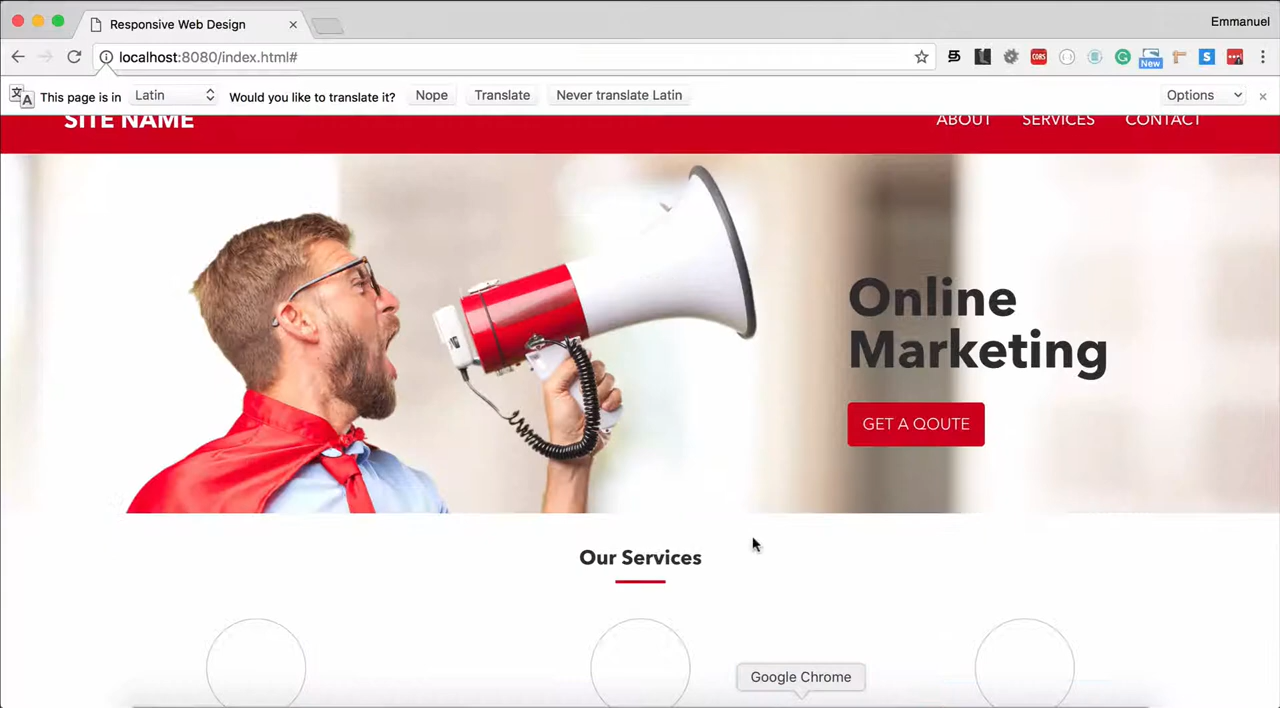 Responsive Web Design
Emmanuel
localhost:8080/index.html#
CORS
New
S
This page is in Latin Would you like to translate it? Nope Translate Never translate Latin Options
SITE NAME ABOUT SERVICES CONTACT
Online
Marketing
GET A QOUTE
Our Services
Google Chrome